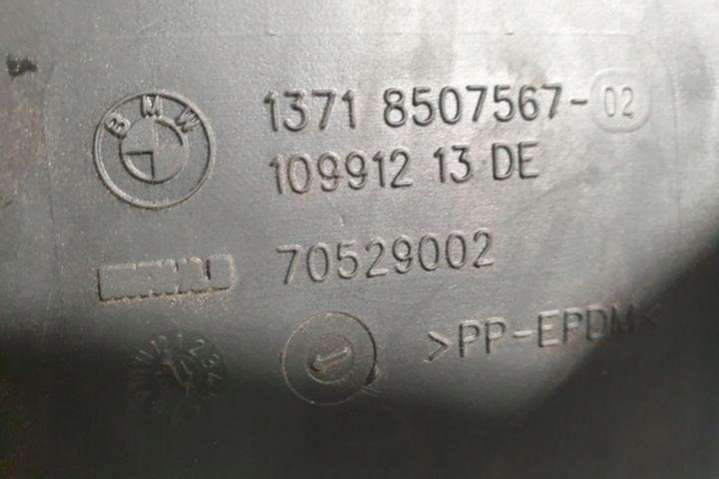 BMW
1371 8507567-02
109912 13 DE
70529002
>PP-EPDM<